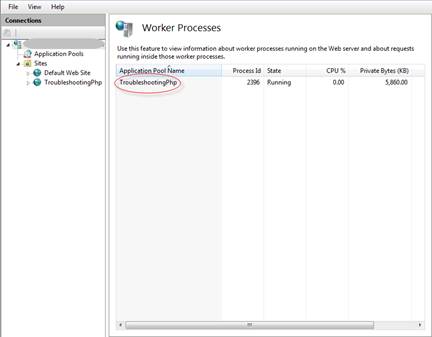 File View Help
Connections
Application Pools
Sites
Default Web Site
TroubleshootingPhp
Worker Processes
Use this feature to view information about worker processes running on the Web server and about requests
running inside those worker processes.
Application Pool Name Process Id State CPU % Private Bytes (KB)
TroubleshootingPhp 2396 Running 0.00 5,860.00